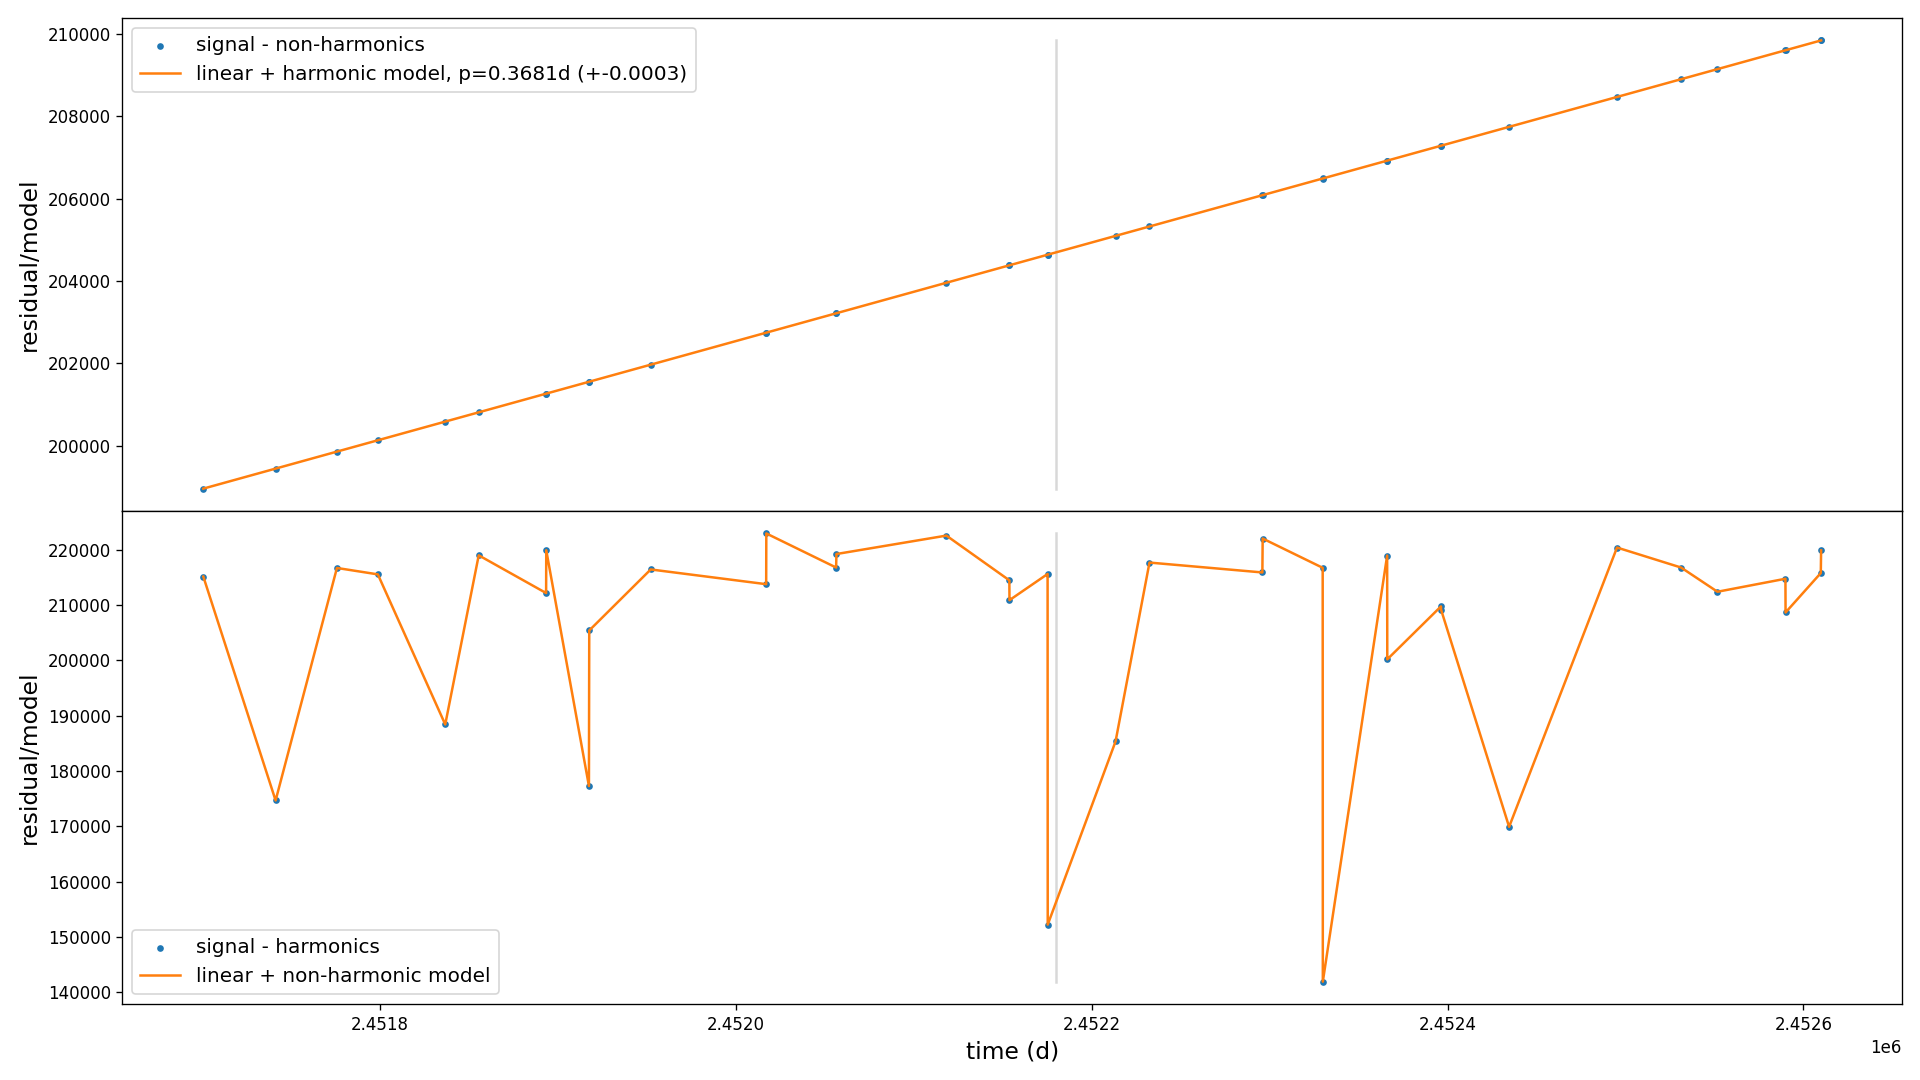 210000
208000
206000
204000
202000
200000
residual/model
signal - non-harmonics
linear + harmonic model, p=0.3681d (+-0.0003)
220000
210000
200000
190000
180000
170000
160000
150000
140000
residual/model
signal - harmonics
linear + non-harmonic model
2.4518 2.4520 2.4522 2.4524 2.4526
1e6
time (d)